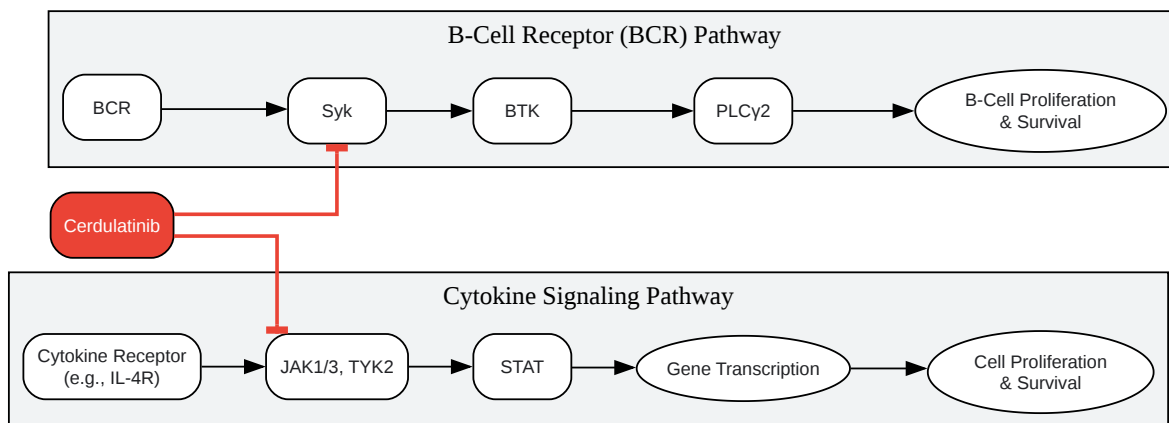 B-Cell Receptor (BCR) Pathway
BCR
Syk
BTK
PLCγ2
B-Cell Proliferation
& Survival
Cerdulatinib
Cytokine Signaling Pathway
Cytokine Receptor
(e.g., IL-4R)
JAK1/3, TYK2
STAT
Gene Transcription
Cell Proliferation
& Survival